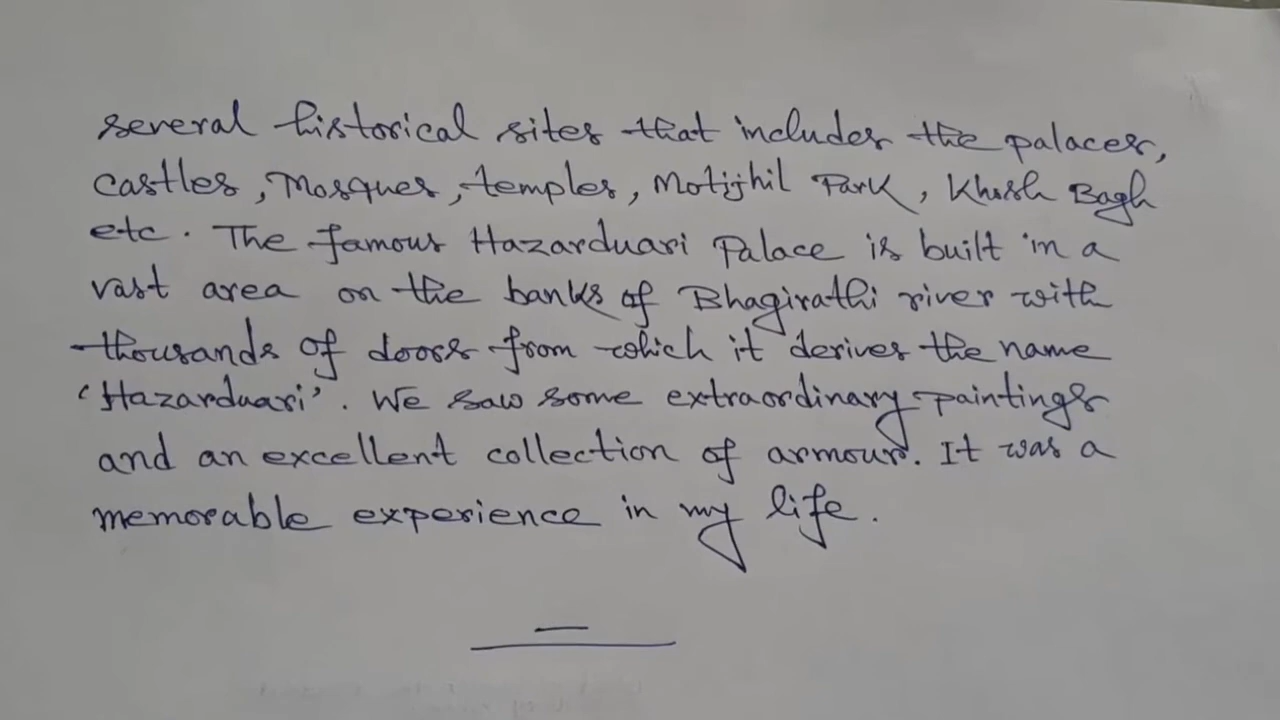 several historical sites that includes the palaces,
castles, Mosques, temples, Motijhil Park, Khosh Bagh
etc. The famous Hazarduari Palace is built in a
vast area on the banks of Bhagirathi river with
thousands of doors from which it derives the name
'Hazarduari'. We saw some extraordinary paintings
and an excellent collection of armour. It was a
memorable experience in my life.